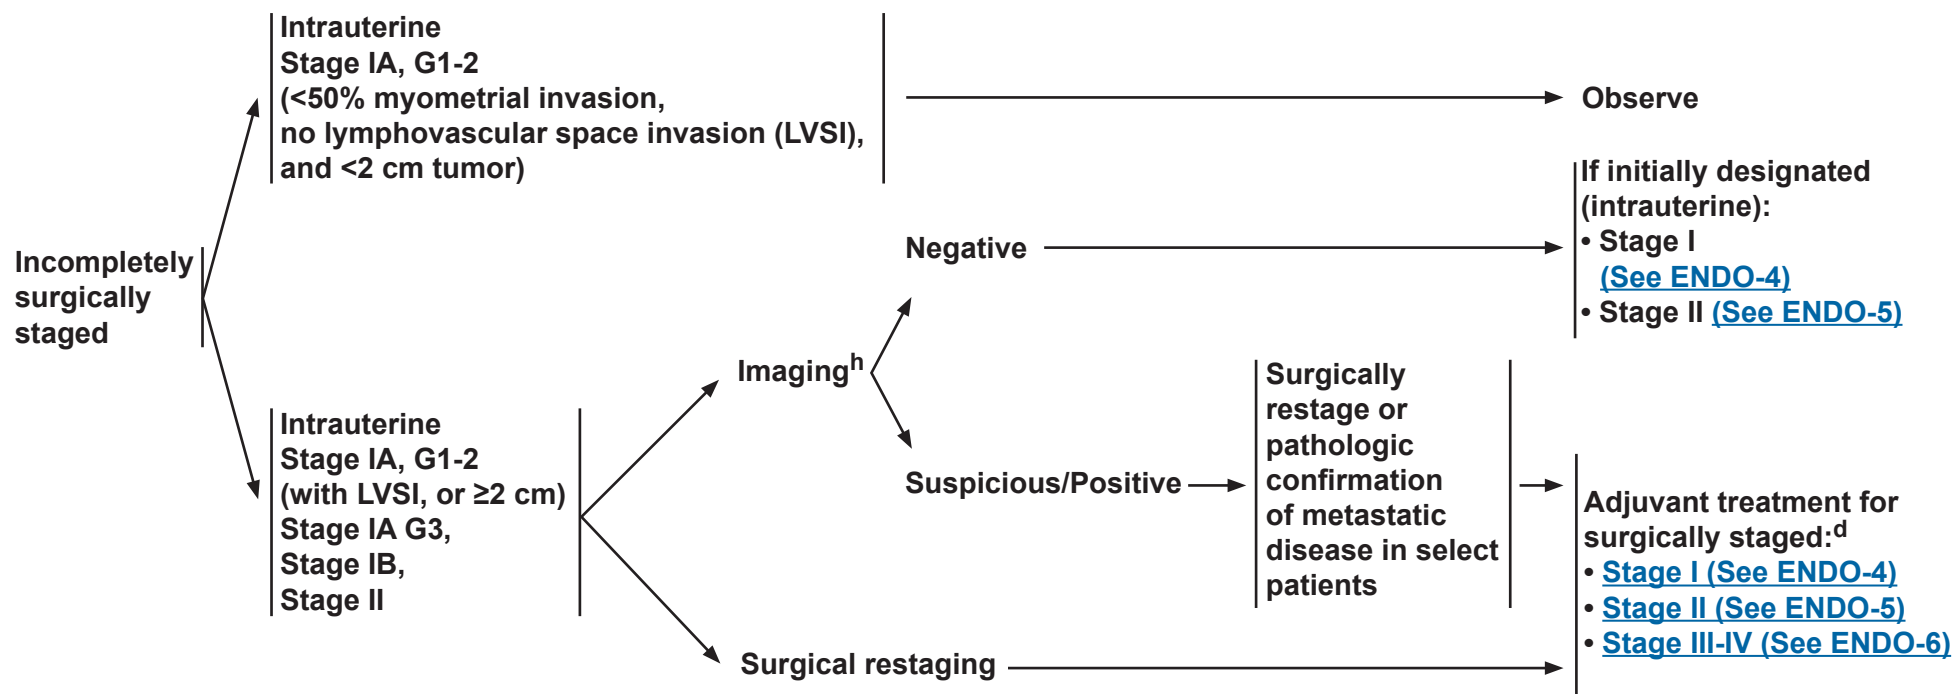 Incompletely
surgically
staged
Intrauterine
Stage IA, G1-2
(<50% myometrial invasion,
no lymphovascular space invasion (LVSI),
and <2 cm tumor)
Observe
Intrauterine
Stage IA, G1-2
(with LVSI, or ≥2 cm)
Stage IA G3,
Stage IB,
Stage II
Imagingʰ
Negative
If initially designated
(intrauterine):
• Stage I
(See ENDO-4)
• Stage II (See ENDO-5)
Suspicious/Positive
Surgically
restage or
pathologic
confirmation
of metastatic
disease in select
patients
Surgical restaging
Adjuvant treatment for
surgically staged:ᵈ
• Stage I (See ENDO-4)
• Stage II (See ENDO-5)
• Stage III-IV (See ENDO-6)